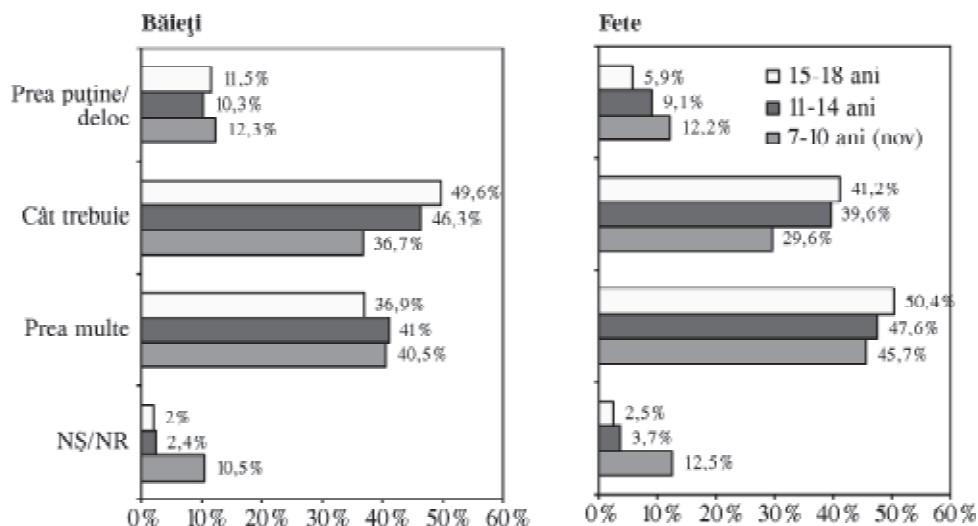 Băieți
Prea puține/
deloc
11,5%
10,3%
12,3%
Cât trebuie
49,6%
46,3%
36,7%
Prea multe
36,9%
41%
40,5%
NȘ/NR
2%
2,4%
10,5%
0% 10% 20% 30% 40% 50% 60%
Fete
15-18 ani
11-14 ani
7-10 ani (nov)
5,9%
9,1%
12,2%
41,2%
39,6%
29,6%
50,4%
47,6%
45,7%
2,5%
3,7%
12,5%
0% 10% 20% 30% 40% 50% 60%